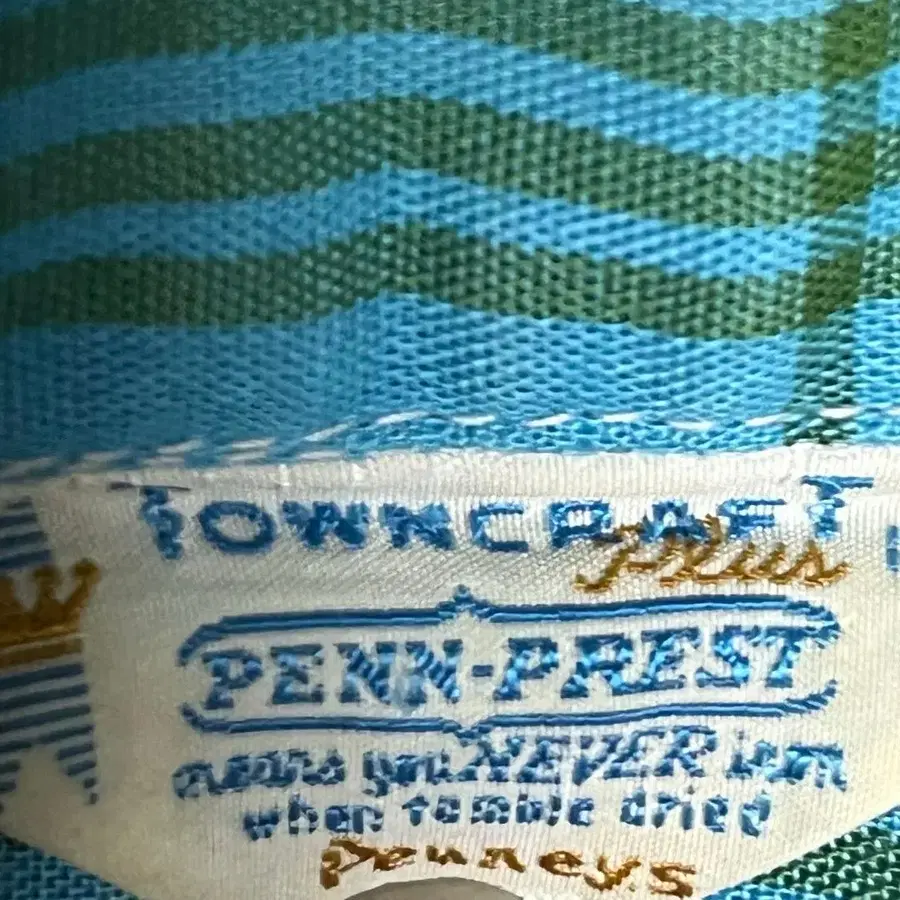 TOWNCRAFT
Plus
PENN-PREST
means you NEVER iron
when tumble dried
Penneys